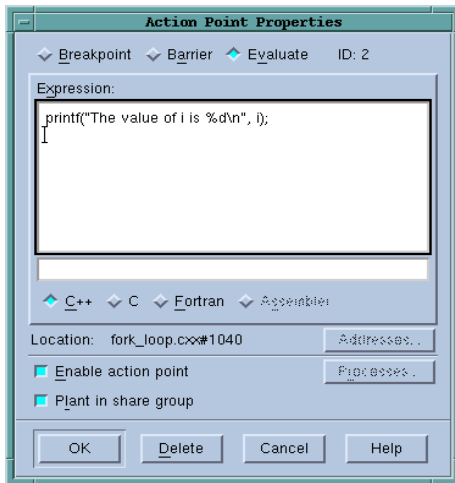 Action Point Properties
Breakpoint Barrier Evaluate ID: 2
Expression:
printf("The value of i is %d\n", i);
C++ C Fortran Assembler
Location: fork_loop.cxx#1040 Addresses...
Enable action point Processes...
Plant in share group
OK Delete Cancel Help